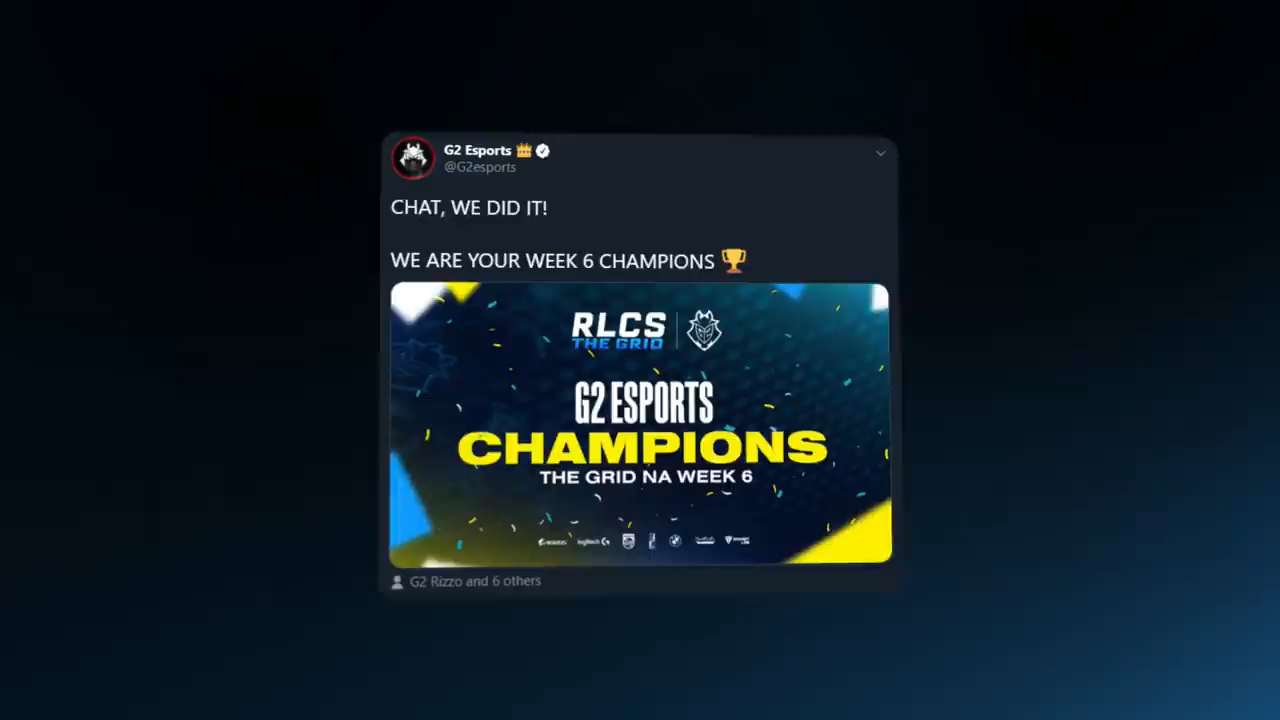 G2 Esports
@G2esports
CHAT, WE DID IT!
WE ARE YOUR WEEK 6 CHAMPIONS
RLCS
THE GRID
G2 ESPORTS
CHAMPIONS
THE GRID NA WEEK 6
logitech G
G2 Rizzo and 6 others